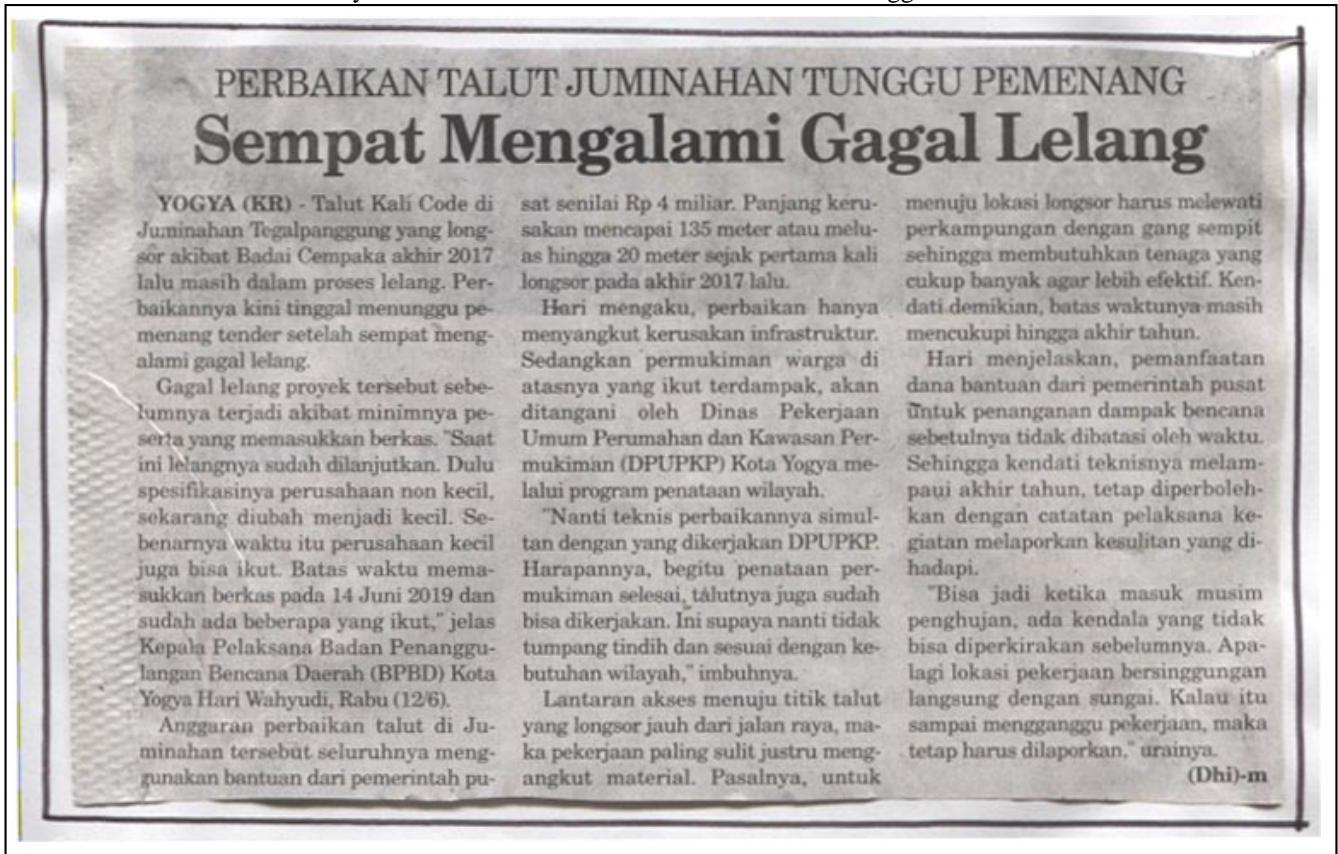 PERBAIKAN TALUT JUMINAHAN TUNGGU PEMENANG
Sempat Mengalami Gagal Lelang
YOGYA (KR) - Talut Kali Code di
Juminahan Tegalpanggung yang long-
sor akibat Badai Cempaka akhir 2017
lalu masih dalam proses lelang. Per-
baikannya kini tinggal menunggu pe-
menang tender setelah sempat meng-
alami gagal lelang.
Gagal lelang proyek tersebut sebe-
lumnya terjadi akibat minimnya pe-
serta yang memasukkan berkas. "Saat
ini lelangnya sudah dilanjutkan. Dulu
spesifikasinya perusahaan non kecil,
sekarang diubah menjadi kecil. Se-
benarnya waktu itu perusahaan kecil
juga bisa ikut. Batas waktu mema-
sukkan berkas pada 14 Juni 2019 dan
sudah ada beberapa yang ikut," jelas
Kepala Pelaksana Badan Penanggu-
langan Bencana Daerah (BPBD) Kota
Yogya Hari Wahyudi, Rabu (12/6).
Anggaran perbaikan talut di Ju-
minahan tersebut seluruhnya meng-
gunakan bantuan dari pemerintah pu-
sat senilai Rp 4 miliar. Panjang keru-
sakan mencapai 135 meter atau melu-
as hingga 20 meter sejak pertama kali
longsor pada akhir 2017 lalu.
Hari mengaku, perbaikan hanya
menyangkut kerusakan infrastruktur.
Sedangkan permukiman warga di
atasnya yang ikut terdampak, akan
ditangani oleh Dinas Pekerjaan
Umum Perumahan dan Kawasan Per-
mukiman (DPUPKP) Kota Yogya me-
lalui program penataan wilayah.
"Nanti teknis perbaikannya simul-
tan dengan yang dikerjakan DPUPKP.
Harapannya, begitu penataan per-
mukiman selesai, talutnya juga sudah
bisa dikerjakan. Ini supaya nanti tidak
tumpang tindih dan sesuai dengan ke-
butuhan wilayah," imbuhnya.
Lantaran akses menuju titik talut
yang longsor jauh dari jalan raya, ma-
ka pekerjaan paling sulit justru meng-
angkut material. Pasalnya, untuk
menuju lokasi longsor harus melewati
perkampungan dengan gang sempit
sehingga membutuhkan tenaga yang
cukup banyak agar lebih efektif. Ken-
dati demikian, batas waktunya masih
mencukupi hingga akhir tahun.
Hari menjelaskan, pemanfaatan
dana bantuan dari pemerintah pusat
untuk penanganan dampak bencana
sebetulnya tidak dibatasi oleh waktu.
Sehingga kendati teknisnya melam-
paui akhir tahun, tetap diperboleh-
kan dengan catatan pelaksana ke-
giatan melaporkan kesulitan yang di-
hadapi.
"Bisa jadi ketika masuk musim
penghujan, ada kendala yang tidak
bisa diperkirakan sebelumnya. Apa-
lagi lokasi pekerjaan bersinggungan
langsung dengan sungai. Kalau itu
sampai mengganggu pekerjaan, maka
tetap harus dilaporkan," urainya.
(Dhi)-m